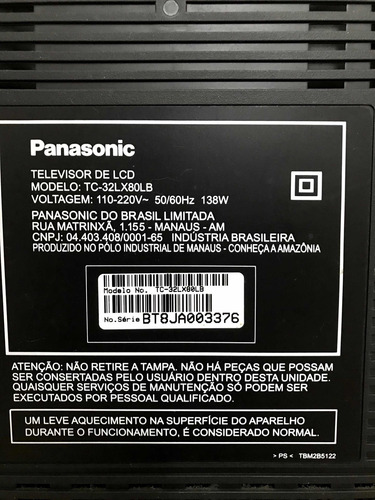 Panasonic
TELEVISOR DE LCD
MODELO: TC-32LX80LB
VOLTAGEM: 110-220V~ 50/60Hz 138W
PANASONIC DO BRASIL LIMITADA
RUA MATRINXÃ, 1.155 - MANAUS - AM
CNPJ: 04.403.408/0001-65 INDÚSTRIA BRASILEIRA
PRODUZIDO NO PÓLO INDUSTRIAL DE MANAUS - CONHEÇA A AMAZÔNIA
Modelo No. TC-32LX80LB
No.Série BT8JA003376
ATENÇÃO: NÃO RETIRE A TAMPA. NÃO HÁ PEÇAS QUE POSSAM
SER CONSERTADAS PELO USUÁRIO DENTRO DESTA UNIDADE.
QUAISQUER SERVIÇOS DE MANUTENÇÃO SÓ PODEM SER
EXECUTADOS POR PESSOAL QUALIFICADO.
UM LEVE AQUECIMENTO NA SUPERFÍCIE DO APARELHO
DURANTE O FUNCIONAMENTO, É CONSIDERADO NORMAL.
> PS < TBM2B5122